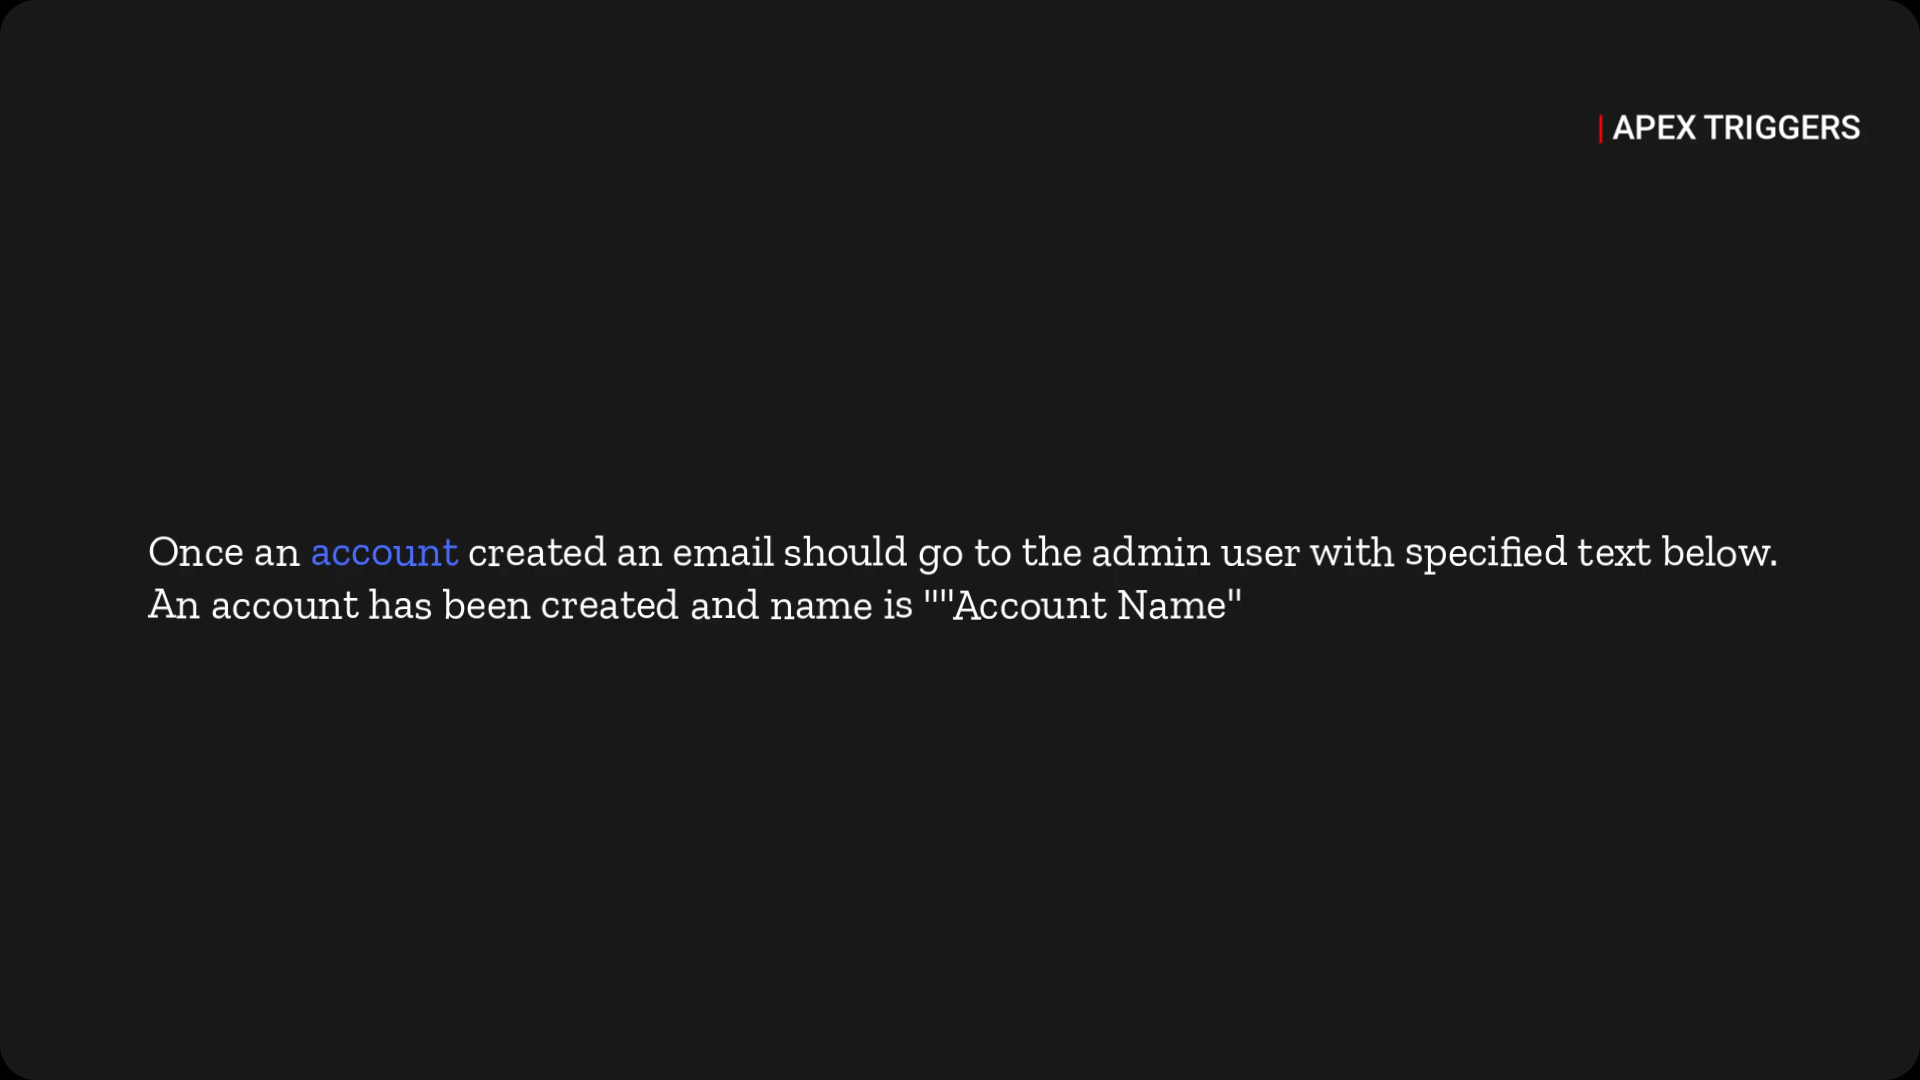 | APEX TRIGGERS
Once an account created an email should go to the admin user with specified text below.
An account has been created and name is ""Account Name"